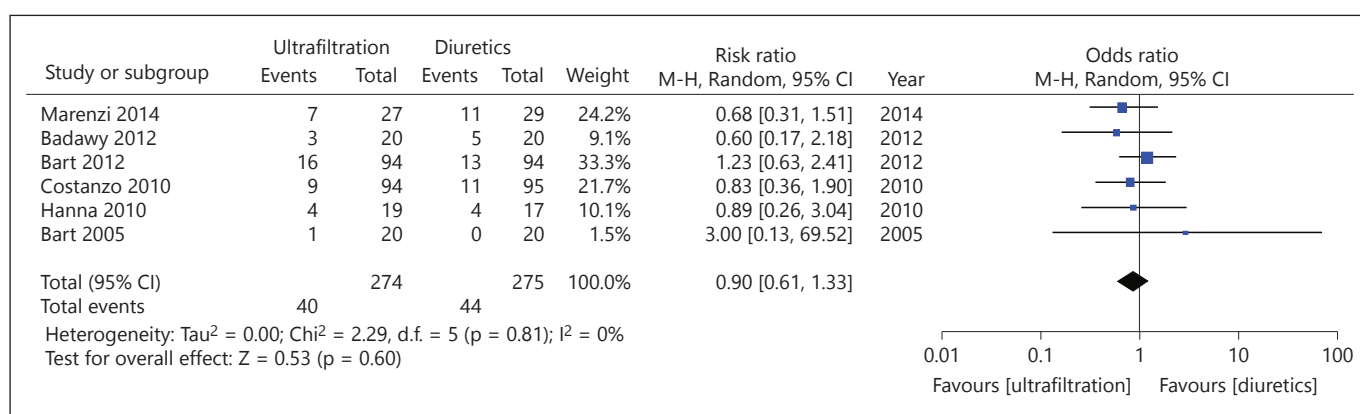 Ultrafiltration Diuretics Risk ratio Odds ratio
Study or subgroup Events Total Events Total Weight M-H, Random, 95% CI Year M-H, Random, 95% CI
Marenzi 2014 7 27 11 29 24.2% 0.68 [0.31, 1.51] 2014
Badawy 2012 3 20 5 20 9.1% 0.60 [0.17, 2.18] 2012
Bart 2012 16 94 13 94 33.3% 1.23 [0.63, 2.41] 2012
Costanzo 2010 9 94 11 95 21.7% 0.83 [0.36, 1.90] 2010
Hanna 2010 4 19 4 17 10.1% 0.89 [0.26, 3.04] 2010
Bart 2005 1 20 0 20 1.5% 3.00 [0.13, 69.52] 2005
Total (95% CI) 274 275 100.0% 0.90 [0.61, 1.33]
Total events 40 44
Heterogeneity: Tau² = 0.00; Chi² = 2.29, d.f. = 5 (p = 0.81); I² = 0%
Test for overall effect: Z = 0.53 (p = 0.60)
0.01 0.1 1 10 100
Favours [ultrafiltration] Favours [diuretics]